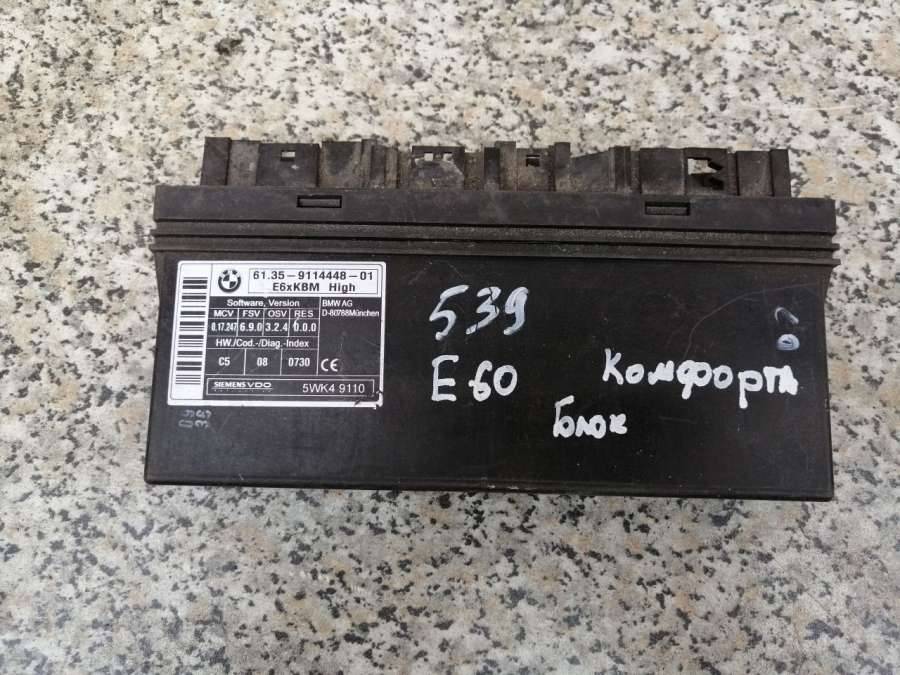 61.35-9114448-01
E6xKBM High
Software, Version
MCV FSV OSV RES
0.17.247 6.9.0 3.2.4 0.0.0
BMW AG
D-80788München
HW./Cod.-/Diag.-Index
C5 08 0730 CE
SIEMENS VDO 5WK4 9110
539
E60
Комфорт
Блок